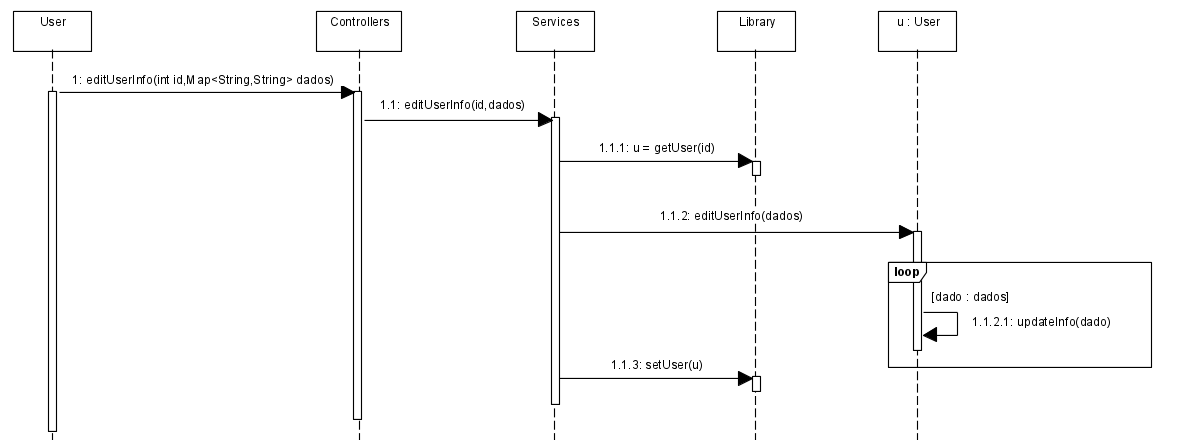 User
Controllers
Services
Library
u : User
1: editUserInfo(int id,Map<String,String> dados)
1.1: editUserInfo(id,dados)
1.1.1: u = getUser(id)
1.1.2: editUserInfo(dados)
loop
[dado : dados]
1.1.2.1: updateInfo(dado)
1.1.3: setUser(u)